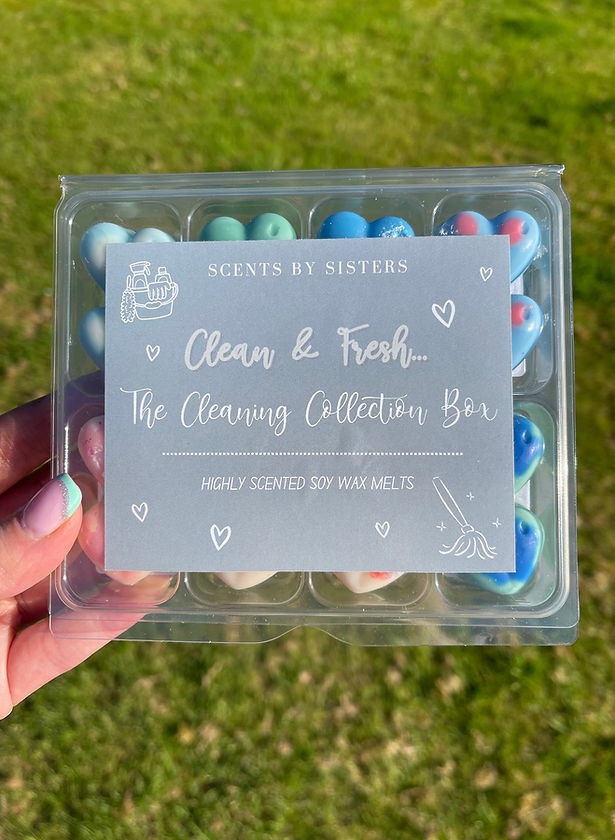 SCENTS BY SISTERS
Clean & Fresh...
The Cleaning Collection Box
HIGHLY SCENTED SOY WAX MELTS